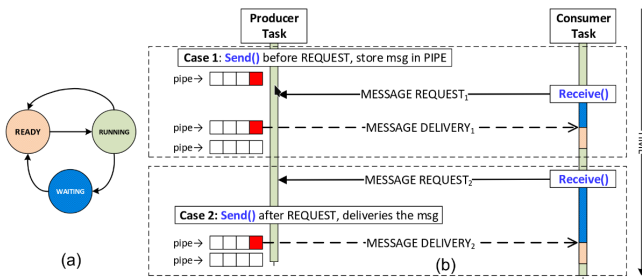 Producer
Task
Consumer
Task
Case 1: Send() before REQUEST, store msg in PIPE
pipe→
MESSAGE REQUEST1
Receive()
READY
RUNNING
pipe→
MESSAGE DELIVERY1
pipe→
WAITING
MESSAGE REQUEST2
Receive()
Case 2: Send() after REQUEST, deliveries the msg
pipe→
MESSAGE DELIVERY2
pipe→
(a)
(b)